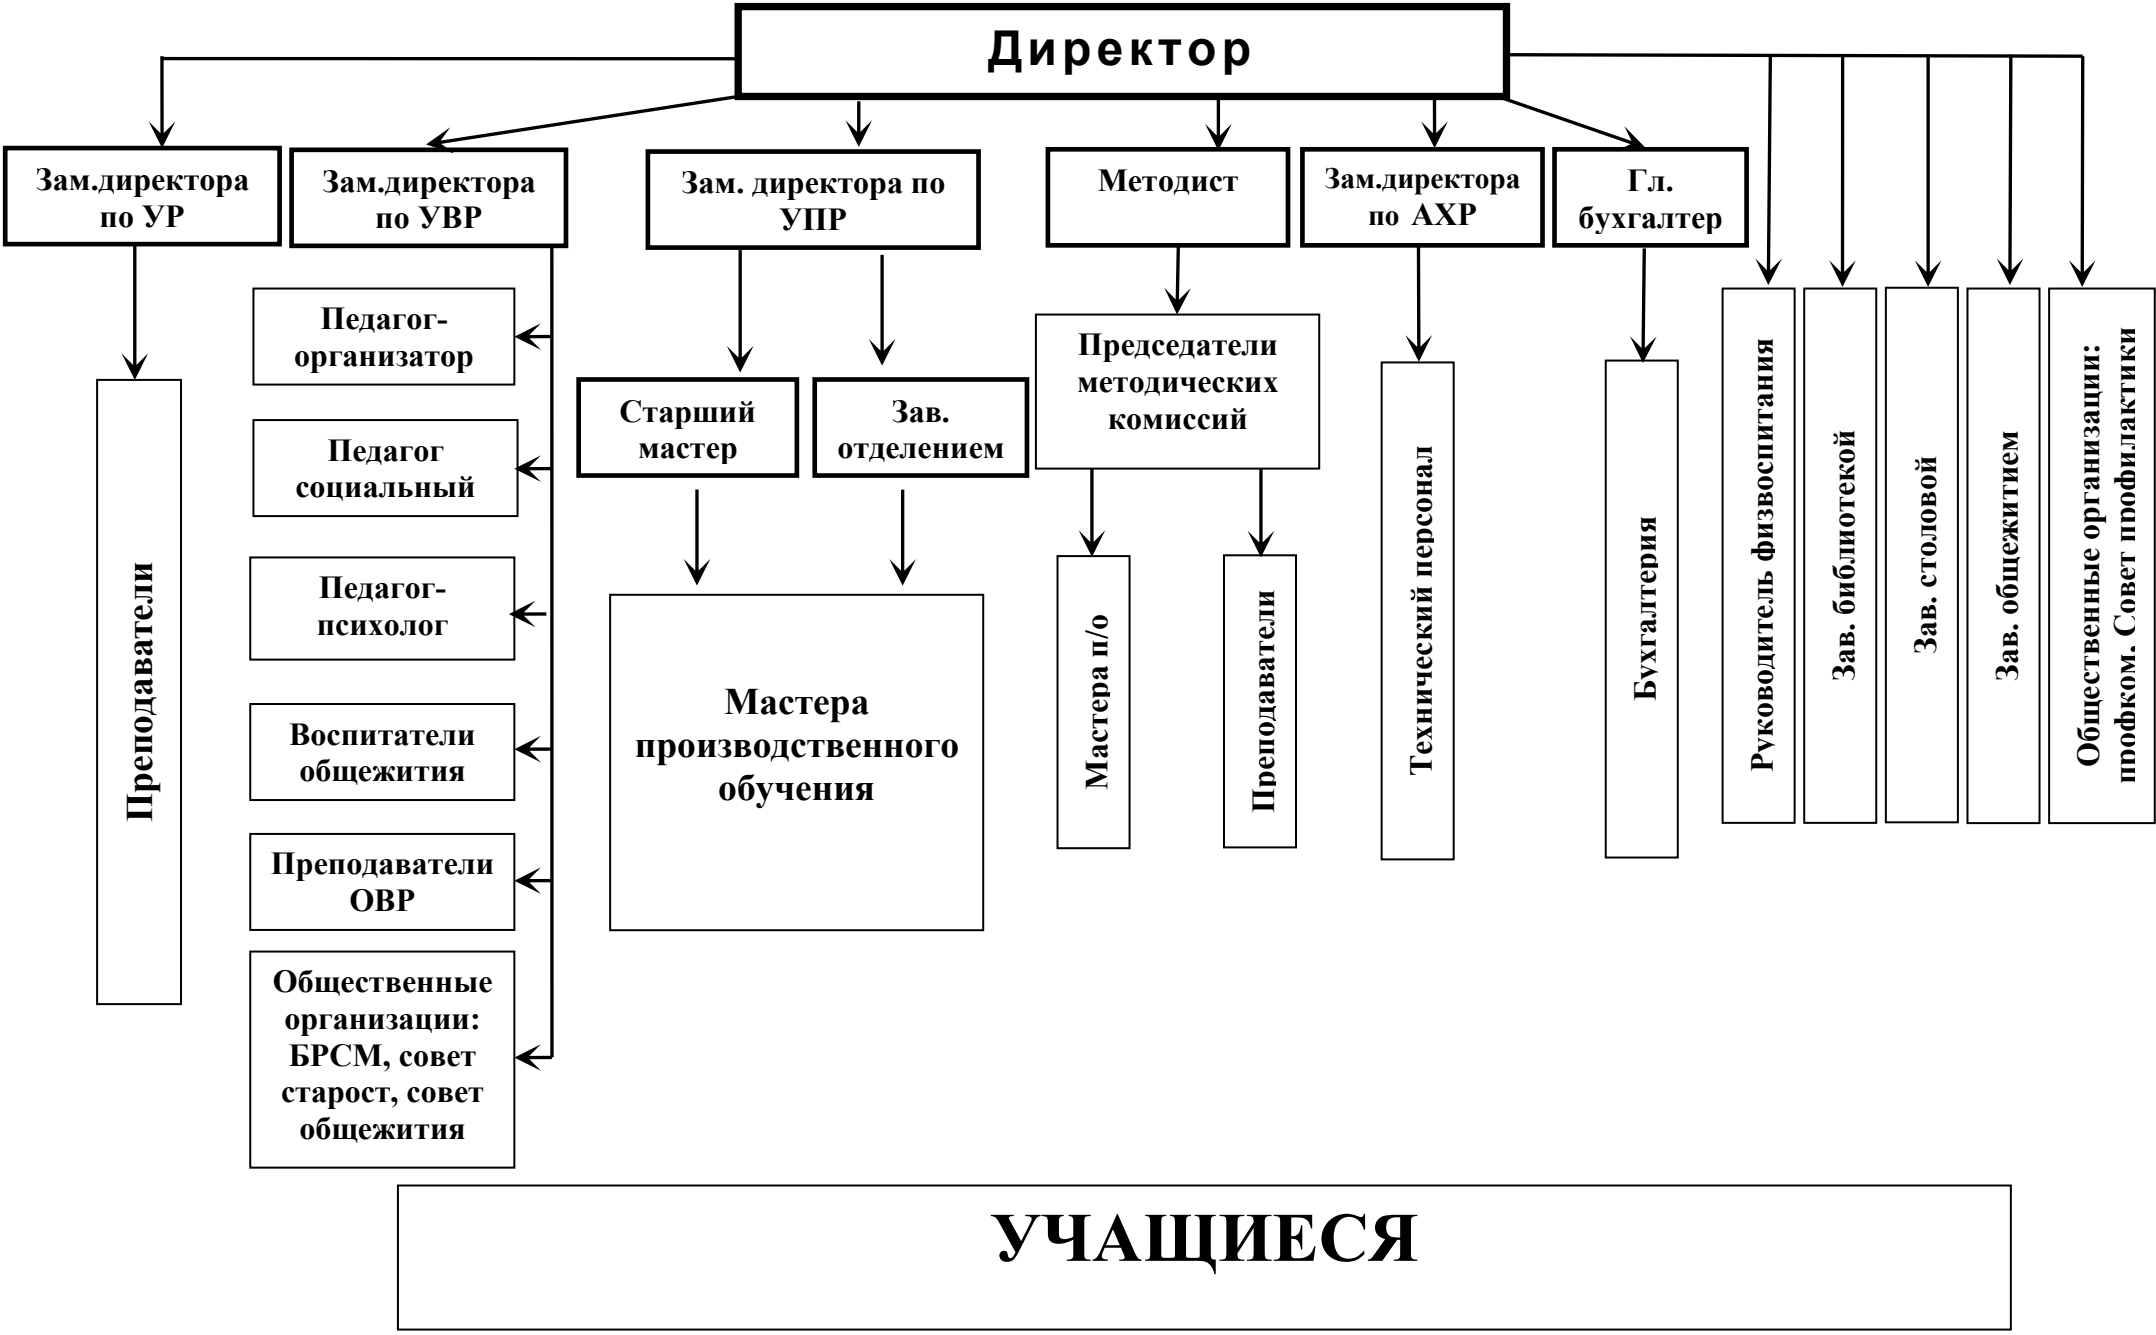 Директор
Зам.директора
по УР
Зам.директора
по УВР
Зам. директора по
УПР
Методист
Зам.директора
по АХР
Гл.
бухгалтер
Педагог-
организатор
Педагог
социальный
Педагог-
психолог
Воспитатели
общежития
Преподаватели
ОВР
Общественные
организации:
БРСМ, совет
старост, совет
общежития
Преподаватели
Старший
мастер
Зав.
отделением
Мастера
производственного
обучения
Председатели
методических
комиссий
Мастера п/о
Преподаватели
Технический персонал
Бухгалтерия
Руководитель физвоспитания
Зав. библиотекой
Зав. столовой
Зав. общежитием
Общественные организации:
профком. Совет профилактики
УЧАЩИЕСЯ